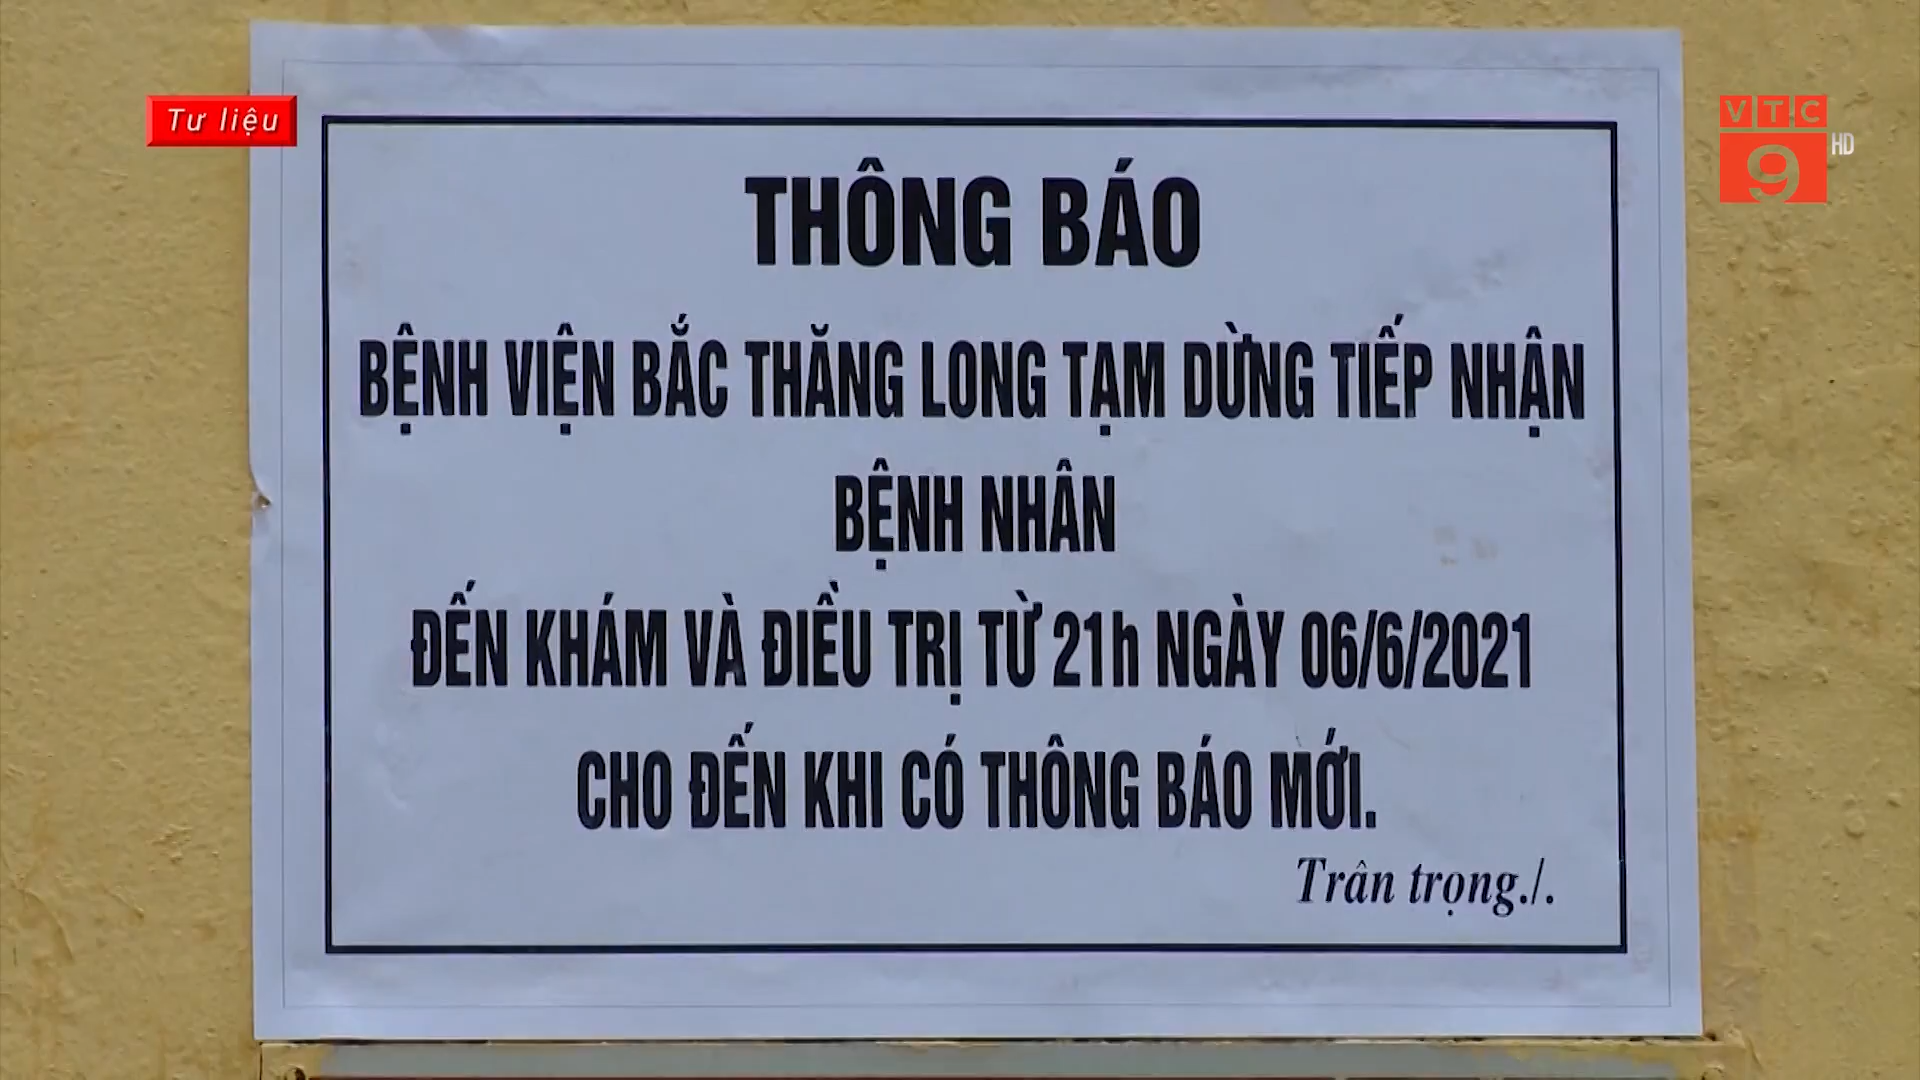 Tư liệu
VTC
9
HD
THÔNG BÁO
BỆNH VIỆN BẮC THĂNG LONG TẠM DỪNG TIẾP NHẬN
BỆNH NHÂN
ĐẾN KHÁM VÀ ĐIỀU TRỊ TỪ 21h NGÀY 06/6/2021
CHO ĐẾN KHI CÓ THÔNG BÁO MỚI.
Trân trọng./.